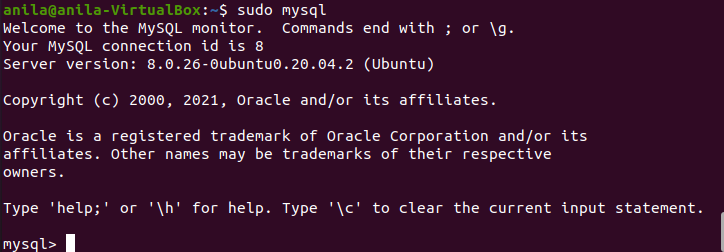 anila@anila-VirtualBox:~$ sudo mysql
Welcome to the MySQL monitor.  Commands end with ; or \g.
Your MySQL connection id is 8
Server version: 8.0.26-0ubuntu0.20.04.2 (Ubuntu)
Copyright (c) 2000, 2021, Oracle and/or its affiliates.
Oracle is a registered trademark of Oracle Corporation and/or its
affiliates. Other names may be trademarks of their respective
owners.
Type 'help;' or '\h' for help. Type '\c' to clear the current input statement.
mysql>